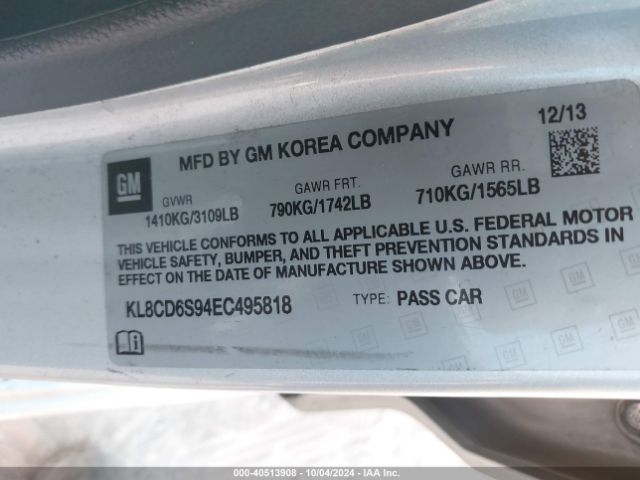 12/13
MFD BY GM KOREA COMPANY
GM
GVWR GAWR FRT. GAWR RR.
1410KG/3109LB 790KG/1742LB 710KG/1565LB
THIS VEHICLE CONFORMS TO ALL APPLICABLE U.S. FEDERAL MOTOR
VEHICLE SAFETY, BUMPER, AND THEFT PREVENTION STANDARDS IN
EFFECT ON THE DATE OF MANUFACTURE SHOWN ABOVE.
KL8CD6S94EC495818 TYPE: PASS CAR
000-40513908 - 10/04/2024 - IAA Inc.